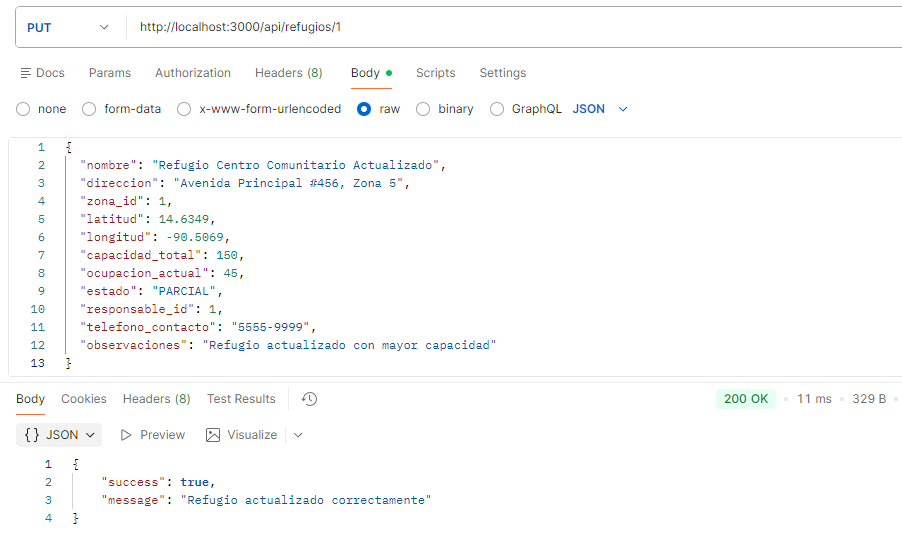 PUT http://localhost:3000/api/refugios/1
Docs Params Authorization Headers (8) Body Scripts Settings
none form-data x-www-form-urlencoded raw binary GraphQL JSON
1 {
2 "nombre": "Refugio Centro Comunitario Actualizado",
3 "direccion": "Avenida Principal #456, Zona 5",
4 "zona_id": 1,
5 "latitud": 14.6349,
6 "longitud": -90.5069,
7 "capacidad_total": 150,
8 "ocupacion_actual": 45,
9 "estado": "PARCIAL",
10 "responsable_id": 1,
11 "telefono_contacto": "5555-9999",
12 "observaciones": "Refugio actualizado con mayor capacidad"
13 }
Body Cookies Headers (8) Test Results 200 OK 11 ms 329 B
{} JSON Preview Visualize
1 {
2 "success": true,
3 "message": "Refugio actualizado correctamente"
4 }